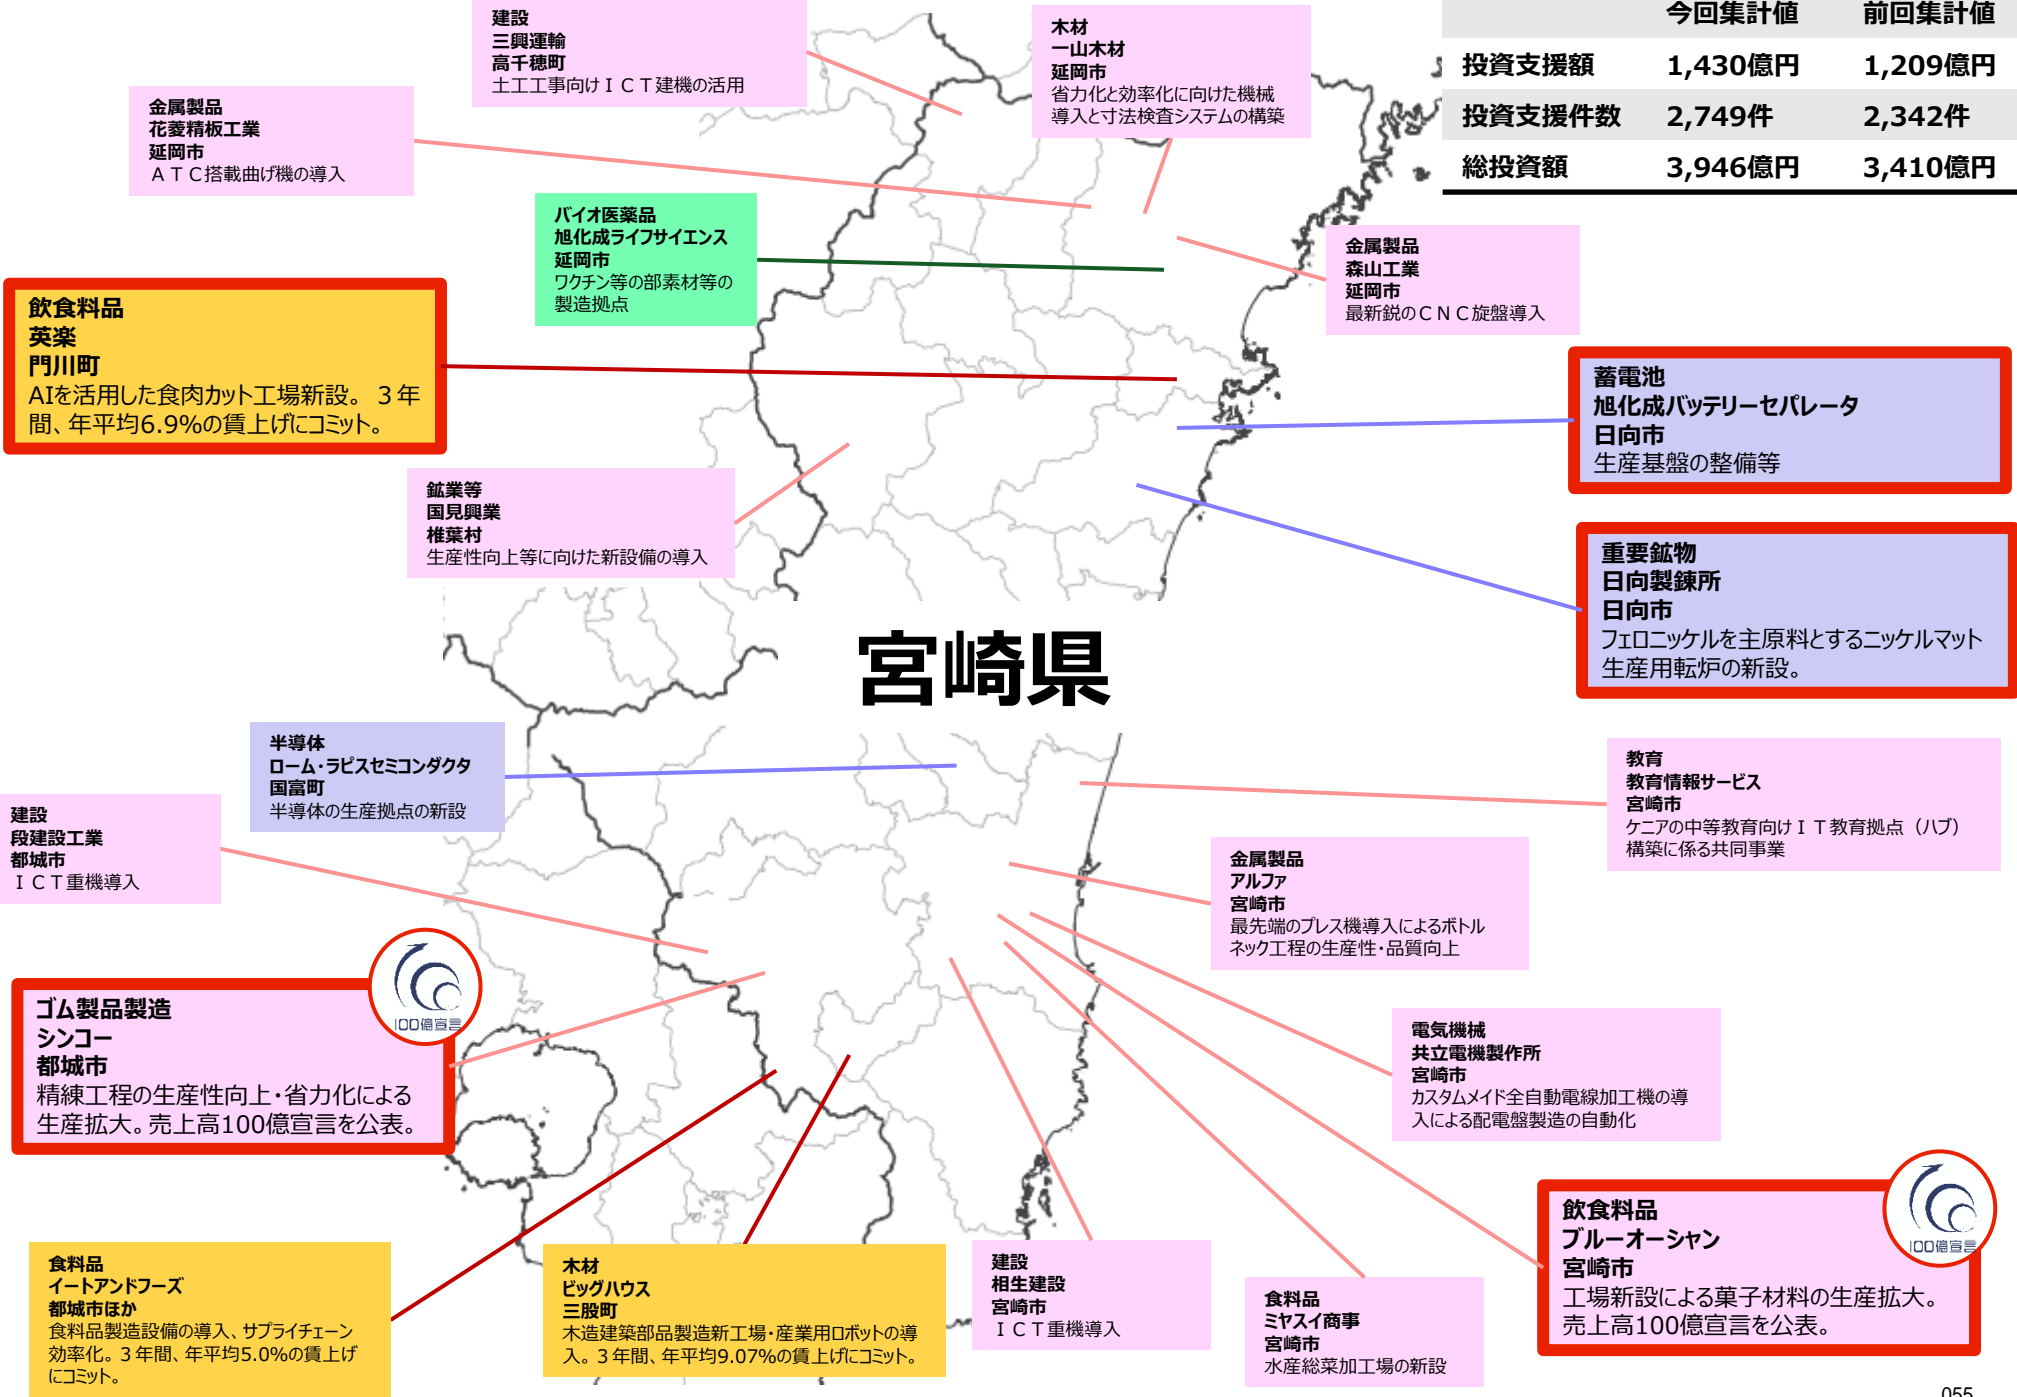 今回集計値 前回集計値
投資支援額 1,430億円 1,209億円
投資支援件数 2,749件 2,342件
総投資額 3,946億円 3,410億円
建設
三興運輸
高千穂町
土工工事向けＩＣＴ建機の活用
木材
一山木材
延岡市
省力化と効率化に向けた機械
導入と寸法検査システムの構築
金属製品
花菱精板工業
延岡市
ＡＴＣ搭載曲げ機の導入
バイオ医薬品
旭化成ライフサイエンス
延岡市
ワクチン等の部素材等の
製造拠点
金属製品
森山工業
延岡市
最新鋭のＣＮＣ旋盤導入
飲食料品
英楽
門川町
AIを活用した食肉カット工場新設。３年
間、年平均6.9%の賃上げにコミット。
蓄電池
旭化成バッテリーセパレータ
日向市
生産基盤の整備等
鉱業等
国見興業
椎葉村
生産性向上等に向けた新設備の導入
重要鉱物
日向製錬所
日向市
フェロニッケルを主原料とするニッケルマット
生産用転炉の新設。
宮崎県
半導体
ローム・ラピスセミコンダクタ
国富町
半導体の生産拠点の新設
教育
教育情報サービス
宮崎市
ケニアの中等教育向けＩＴ教育拠点（ハブ）
構築に係る共同事業
建設
段建設工業
都城市
ＩＣＴ重機導入
金属製品
アルファ
宮崎市
最先端のプレス機導入によるボトル
ネック工程の生産性・品質向上
100億宣言
ゴム製品製造
シンコー
都城市
精練工程の生産性向上・省力化による
生産拡大。売上高100億宣言を公表。
電気機械
共立電機製作所
宮崎市
カスタムメイド全自動電線加工機の導
入による配電盤製造の自動化
100億宣言
飲食料品
ブルーオーシャン
宮崎市
工場新設による菓子材料の生産拡大。
売上高100億宣言を公表。
食料品
イートアンドフーズ
都城市ほか
食料品製造設備の導入、サプライチェーン
効率化。３年間、年平均5.0%の賃上げ
にコミット。
木材
ビッグハウス
三股町
木造建築部品製造新工場・産業用ロボットの導
入。３年間、年平均9.07%の賃上げにコミット。
建設
相生建設
宮崎市
ＩＣＴ重機導入
食料品
ミヤスイ商事
宮崎市
水産総菜加工場の新設
055